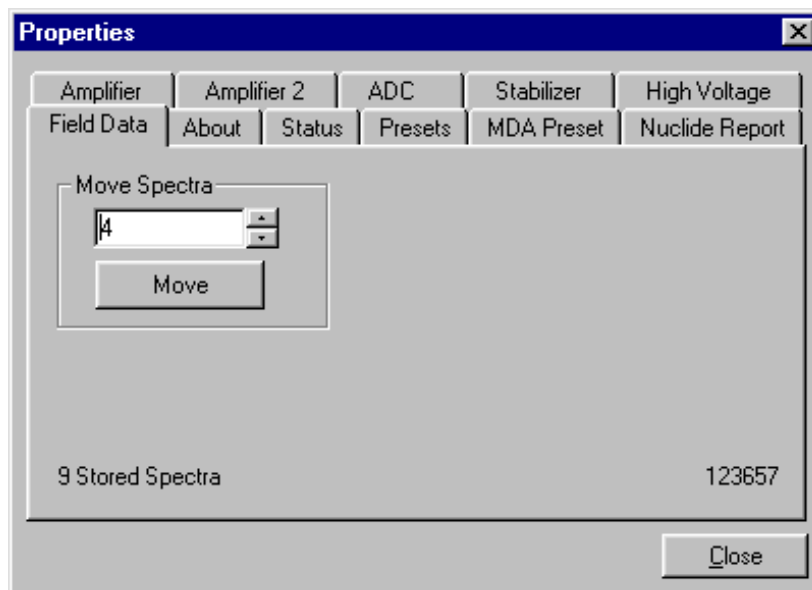 Properties
Amplifier Amplifier 2 ADC Stabilizer High Voltage
Field Data About Status Presets MDA Preset Nuclide Report
Move Spectra
4
Move
9 Stored Spectra 123657
Close